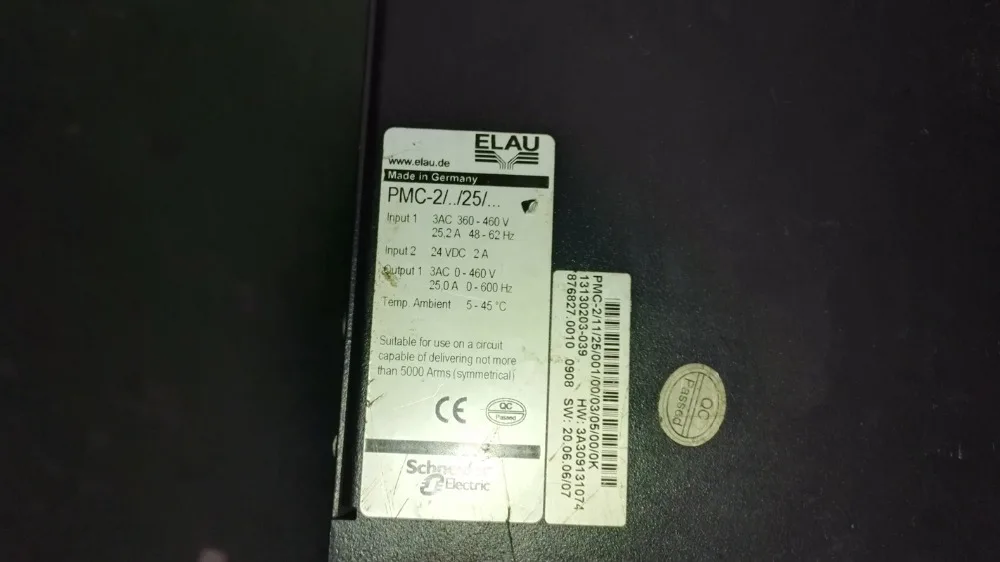 ELAU
www.elau.de
Made in Germany
PMC-2/../25/...
Input 1 3AC 360 - 460 V
25,2 A 48 - 62 Hz
Input 2 24 VDC 2 A
Output 1 3AC 0 - 460 V
25,0 A 0 - 600 Hz
Temp. Ambient 5 - 45 °C
Suitable for use on a circuit
capable of delivering not more
than 5000 Arms (symmetrical)
CE
QC
Passed
Schneider
Electric
PMC-2/11/25/001/00/03/05/00/0K
13130203-039 HW: 3A309131074
876827.0010 0908 SW: 20.06.06/07
QC
Passed